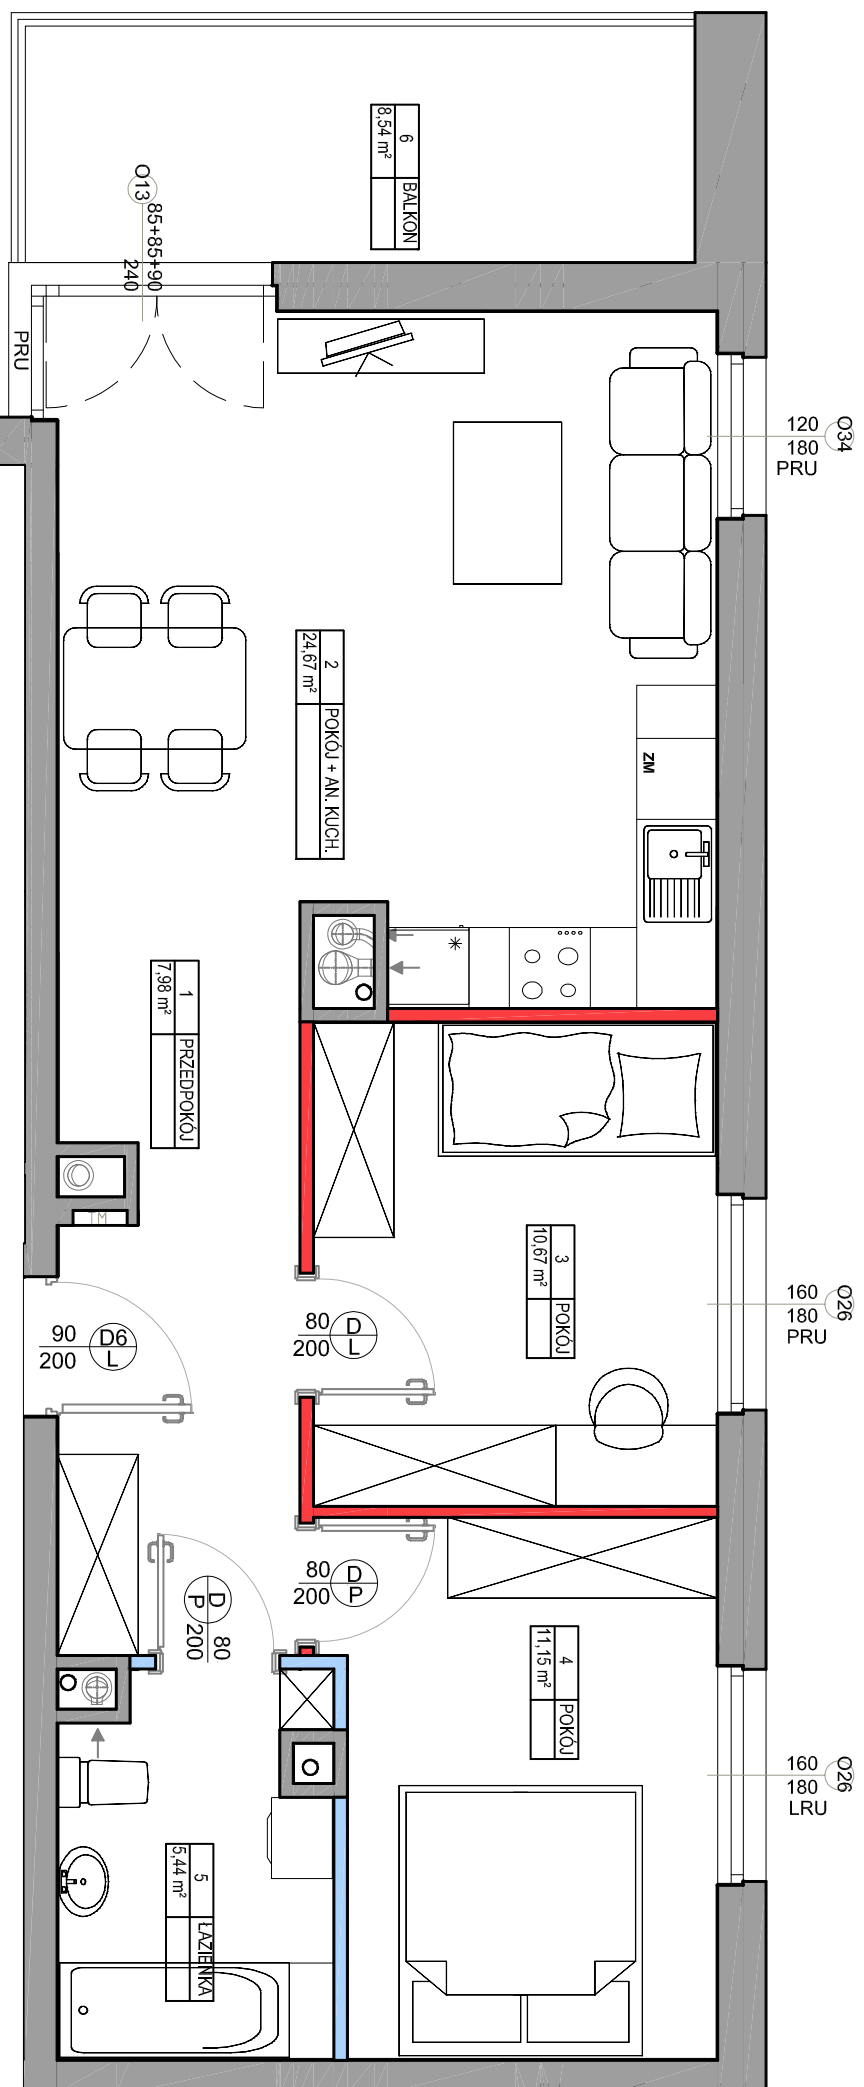 6
BALKON
8,54 m²
O13
85+85+90
240
PRU
120
180
PRU
O34
2
POKÓJ + AN. KUCH.
24,67 m²
ZM
*
1
PRZEDPOKÓJ
7,98 m²
M
3
POKÓJ
10,67 m²
160
180
PRU
O26
90
200
D6
L
80
200
D
L
80
200
D
P
D
P
80
200
4
POKÓJ
11,15 m²
160
180
LRU
O26
5
ŁAZIENKA
5,44 m²